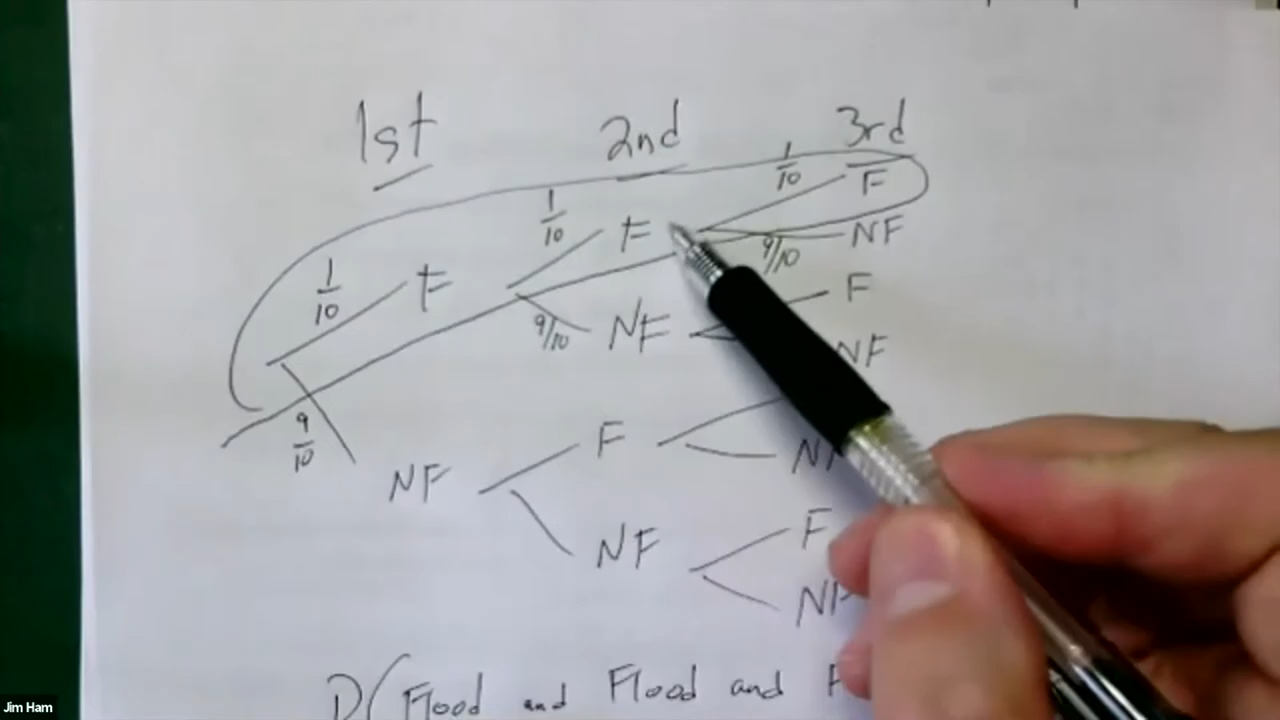 1st 2nd 3rd
1/10 F
1/10 F
9/10 NF
1/10 F
9/10 NF
F
NF
9/10 NF
F
NF
F
NF
P(Flood and Flood and
Jim Ham